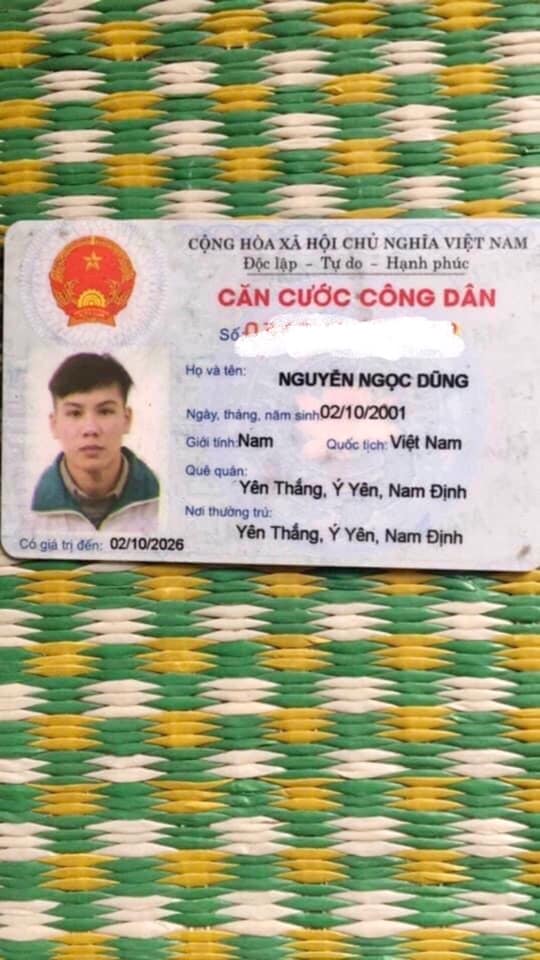 CỘNG HÒA XÃ HỘI CHỦ NGHĨA VIỆT NAM
Độc lập - Tự do - Hạnh phúc
CĂN CƯỚC CÔNG DÂN
Số:
Họ và tên:
NGUYỄN NGỌC DŨNG
Ngày, tháng, năm sinh: 02/10/2001
Giới tính: Nam Quốc tịch: Việt Nam
Quê quán:
Yên Thắng, Ý Yên, Nam Định
Nơi thường trú:
Yên Thắng, Ý Yên, Nam Định
Có giá trị đến: 02/10/2026